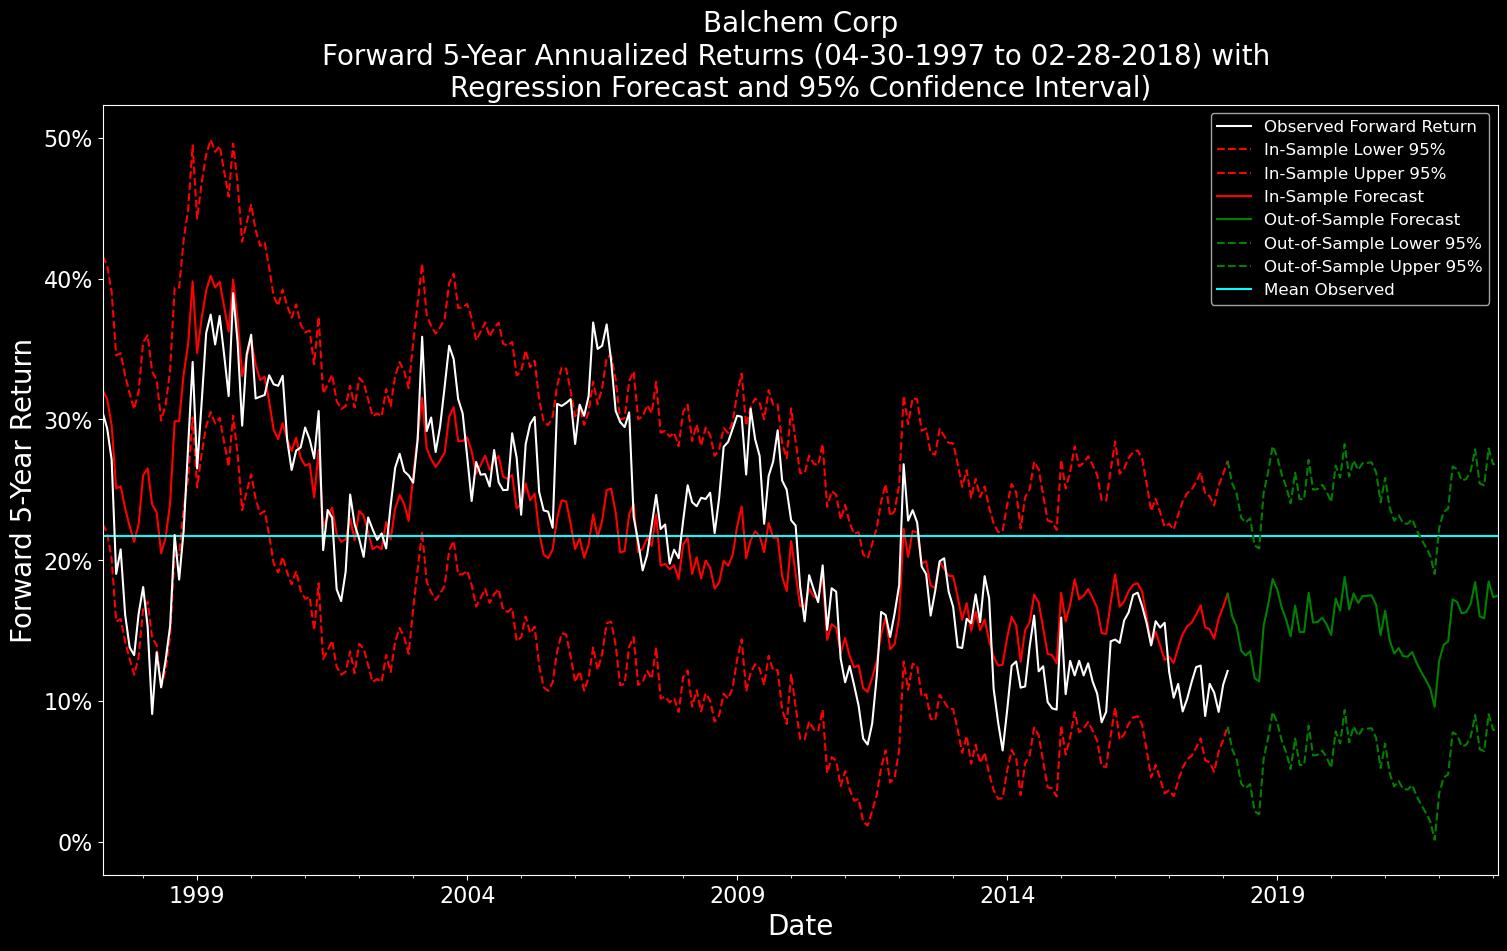 Balchem Corp
Forward 5-Year Annualized Returns (04-30-1997 to 02-28-2018) with
Regression Forecast and 95% Confidence Interval)
Observed Forward Return
In-Sample Lower 95%
In-Sample Upper 95%
In-Sample Forecast
Out-of-Sample Forecast
Out-of-Sample Lower 95%
Out-of-Sample Upper 95%
Mean Observed
Forward 5-Year Return
50%
40%
30%
20%
10%
0%
1999
2004
2009
2014
2019
Date